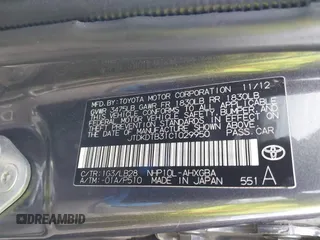 MFD. BY: TOYOTA MOTOR CORPORATION 11/12
GVWR 3475LB GAWR FR 1830LB RR 1830LB
THIS VEHICLE CONFORMS TO ALL APPLICABLE
FEDERAL MOTOR VEHICLE SAFETY, BUMPER, AND
THEFT PREVENTION STANDARDS IN EFFECT ON
THE DATE OF MANUFACTURE SHOWN ABOVE.
JTDKDTB3
PASS. CAR
C/TR: 1G3/LB28 NHP10L-AHXGBA
A/TM: -01A/P510 MADE IN JAPAN 551 A
DREAMBID